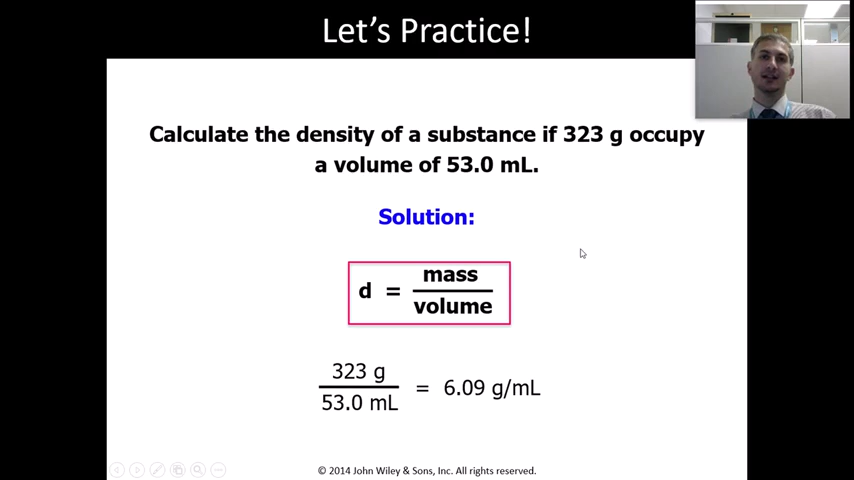 Let's Practice!
Calculate the density of a substance if 323 g occupy
a volume of 53.0 mL.
Solution:
d = mass
volume
323 g
53.0 mL
= 6.09 g/mL
© 2014 John Wiley & Sons, Inc. All rights reserved.